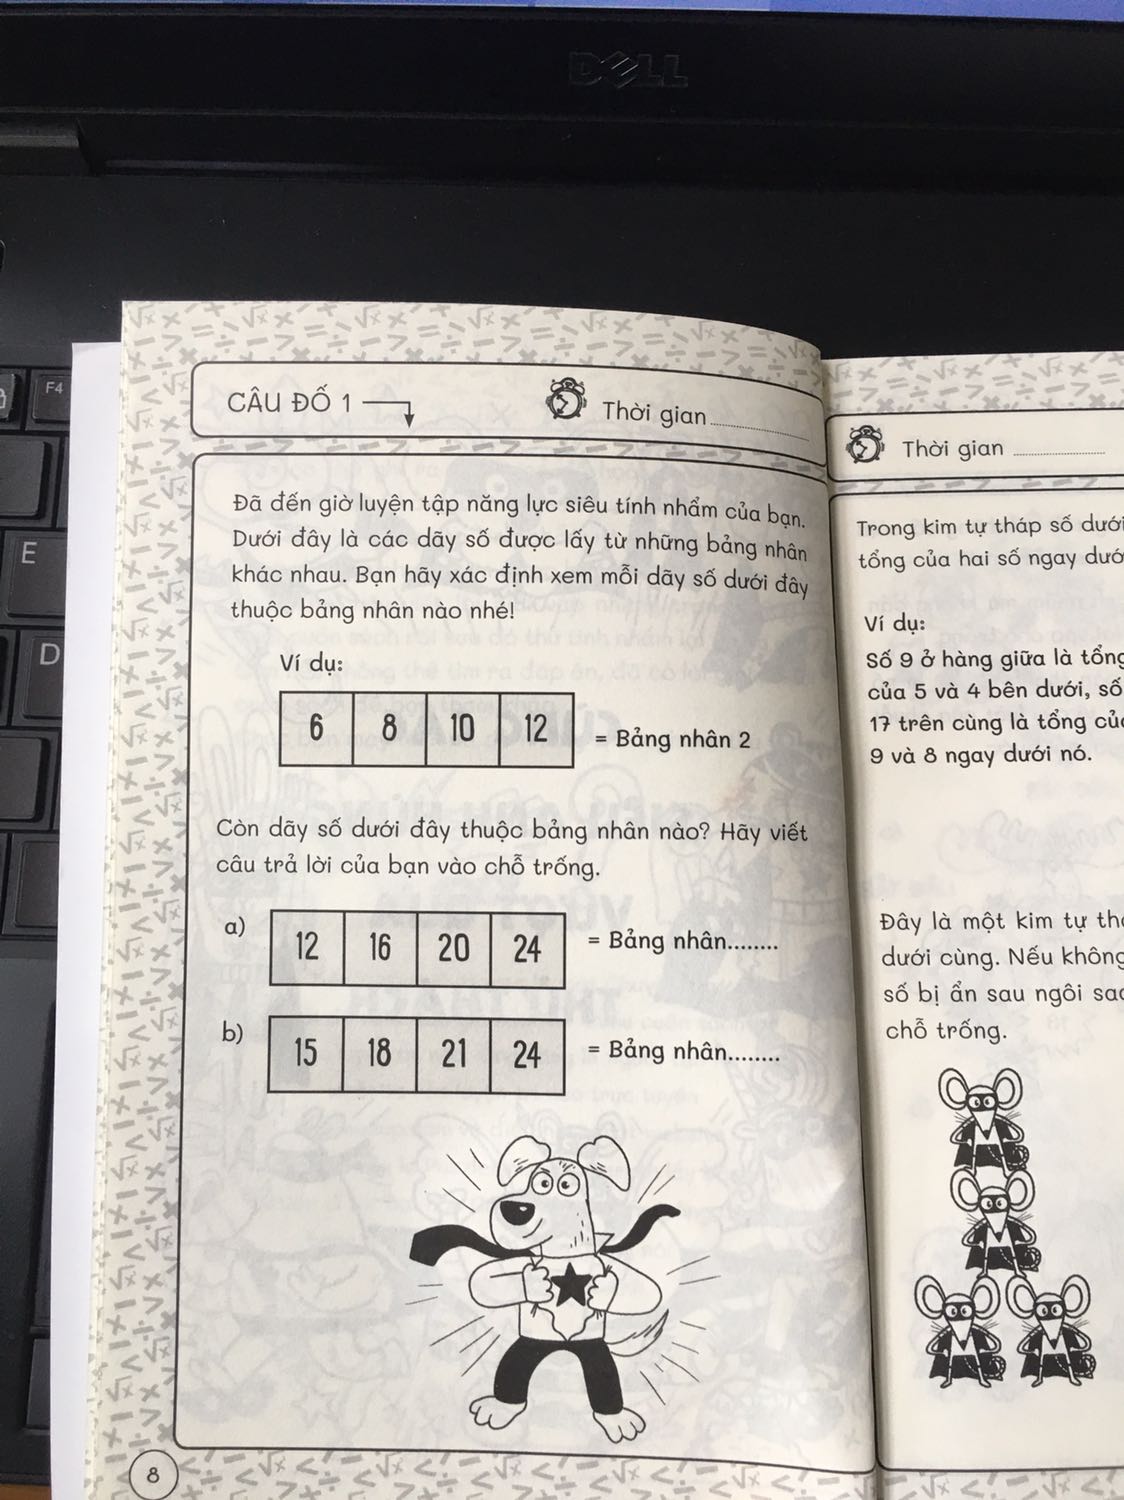 DELL
F4
E
D
CÂU ĐỐ 1
Thời gian
Đã đến giờ luyện tập năng lực siêu tính nhẩm của bạn.
Dưới đây là các dãy số được lấy từ những bảng nhân
khác nhau. Bạn hãy xác định xem mỗi dãy số dưới đây
thuộc bảng nhân nào nhé!
Ví dụ:
6 8 10 12 = Bảng nhân 2
Còn dãy số dưới đây thuộc bảng nhân nào? Hãy viết
câu trả lời của bạn vào chỗ trống.
a) 12 16 20 24 = Bảng nhân........
b) 15 18 21 24 = Bảng nhân........
8
Thời gian
Trong kim tự tháp số dưới
tổng của hai số ngay
Ví dụ:
Số 9 ở hàng giữa là tổng
của 5 và 4 bên dưới, số
17 trên cùng là tổng
9 và 8 ngay dưới nó.
Đây là một kim tự
dưới cùng. Nếu không
số bị ẩn sau ngôi
chỗ trống.